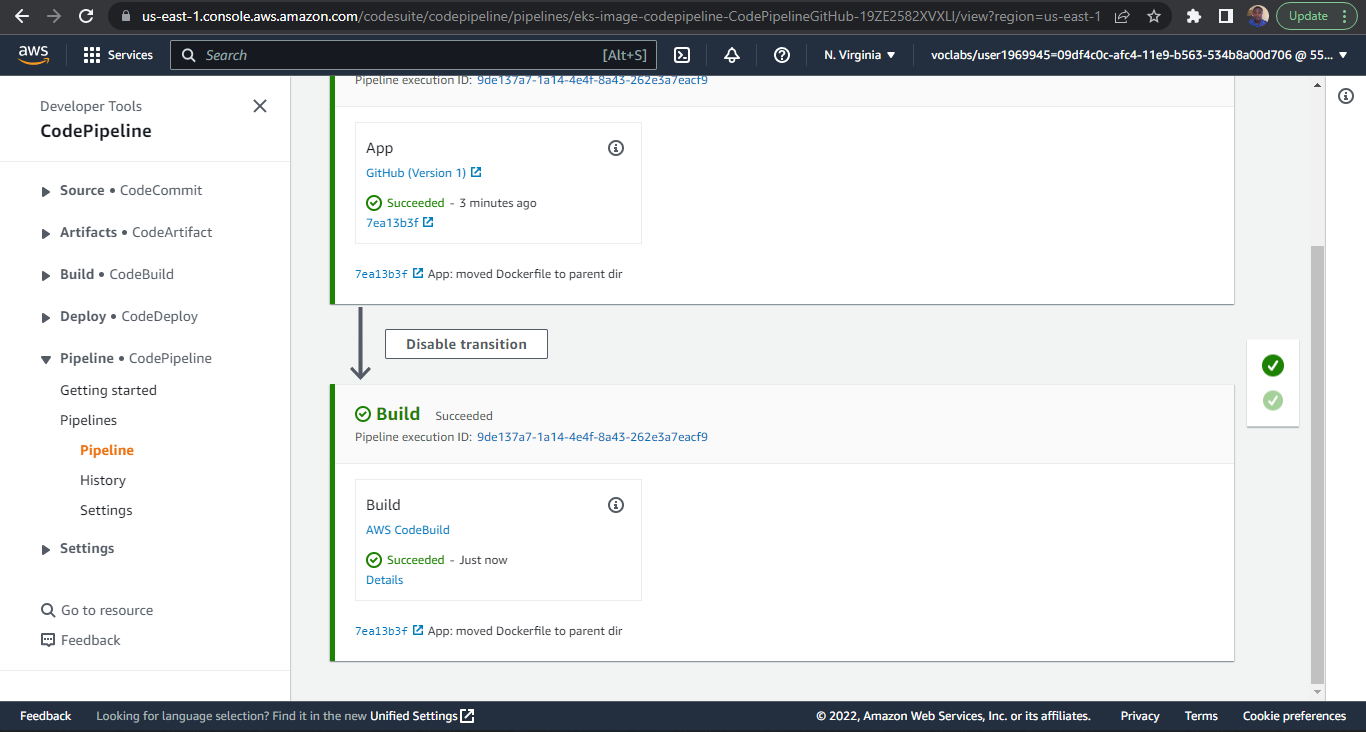 us-east-1.console.aws.amazon.com/codesuite/codepipeline/pipelines/eks-image-codepipeline-CodePipelineGitHub-19ZE2582XVXLI/view?region=us-east-1
Update
aws
Services
Search
[Alt+S]
N. Virginia
voclabs/user1969945=09df4c0c-afc4-11e9-b563-534b8a00d706 @ 55...
Developer Tools
CodePipeline
Source • CodeCommit
Artifacts • CodeArtifact
Build • CodeBuild
Deploy • CodeDeploy
Pipeline • CodePipeline
Getting started
Pipelines
Pipeline
History
Settings
Settings
Go to resource
Feedback
Pipeline execution ID: 9de137a7-1a14-4e4f-8a43-262e3a7eacf9
App
GitHub (Version 1)
Succeeded - 3 minutes ago
7ea13b3f
7ea13b3f App: moved Dockerfile to parent dir
Disable transition
Build Succeeded
Pipeline execution ID: 9de137a7-1a14-4e4f-8a43-262e3a7eacf9
Build
AWS CodeBuild
Succeeded - Just now
Details
7ea13b3f App: moved Dockerfile to parent dir
Feedback
Looking for language selection? Find it in the new Unified Settings
© 2022, Amazon Web Services, Inc. or its affiliates.
Privacy
Terms
Cookie preferences